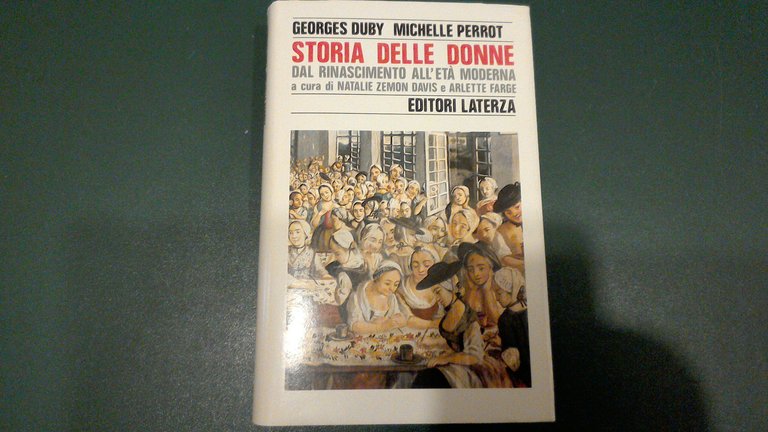 GEORGES DUBY MICHELLE PERROT
STORIA DELLE DONNE
DAL RINASCIMENTO ALL'ETÀ MODERNA
a cura di NATALIE ZEMON DAVIS e ARLETTE FARGE
EDITORI LATERZA